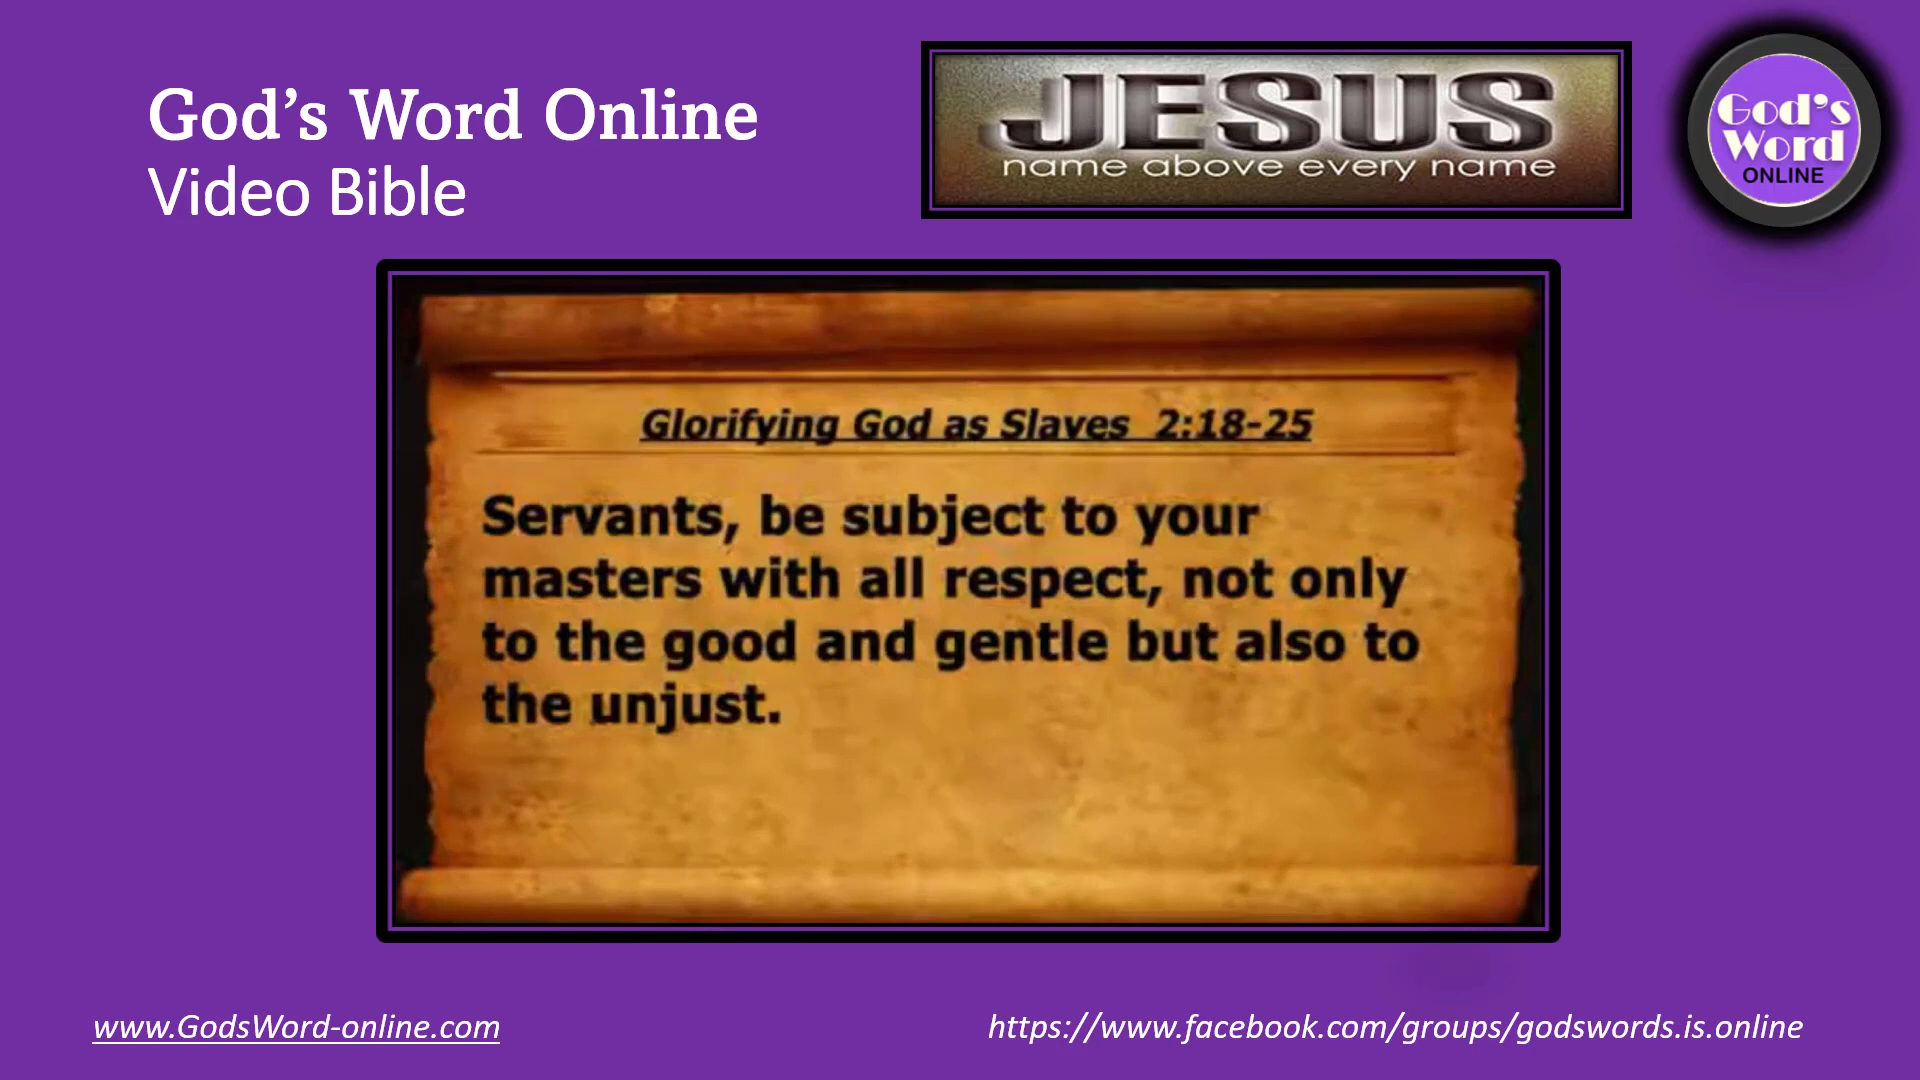 God’s Word Online
Video Bible
JESUS
name above every name
God's
Word
ONLINE
Glorifying God as Slaves 2:18-25
Servants, be subject to your
masters with all respect, not only
to the good and gentle but also to
the unjust.
www.GodsWord-online.com
https://www.facebook.com/groups/godswords.is.online